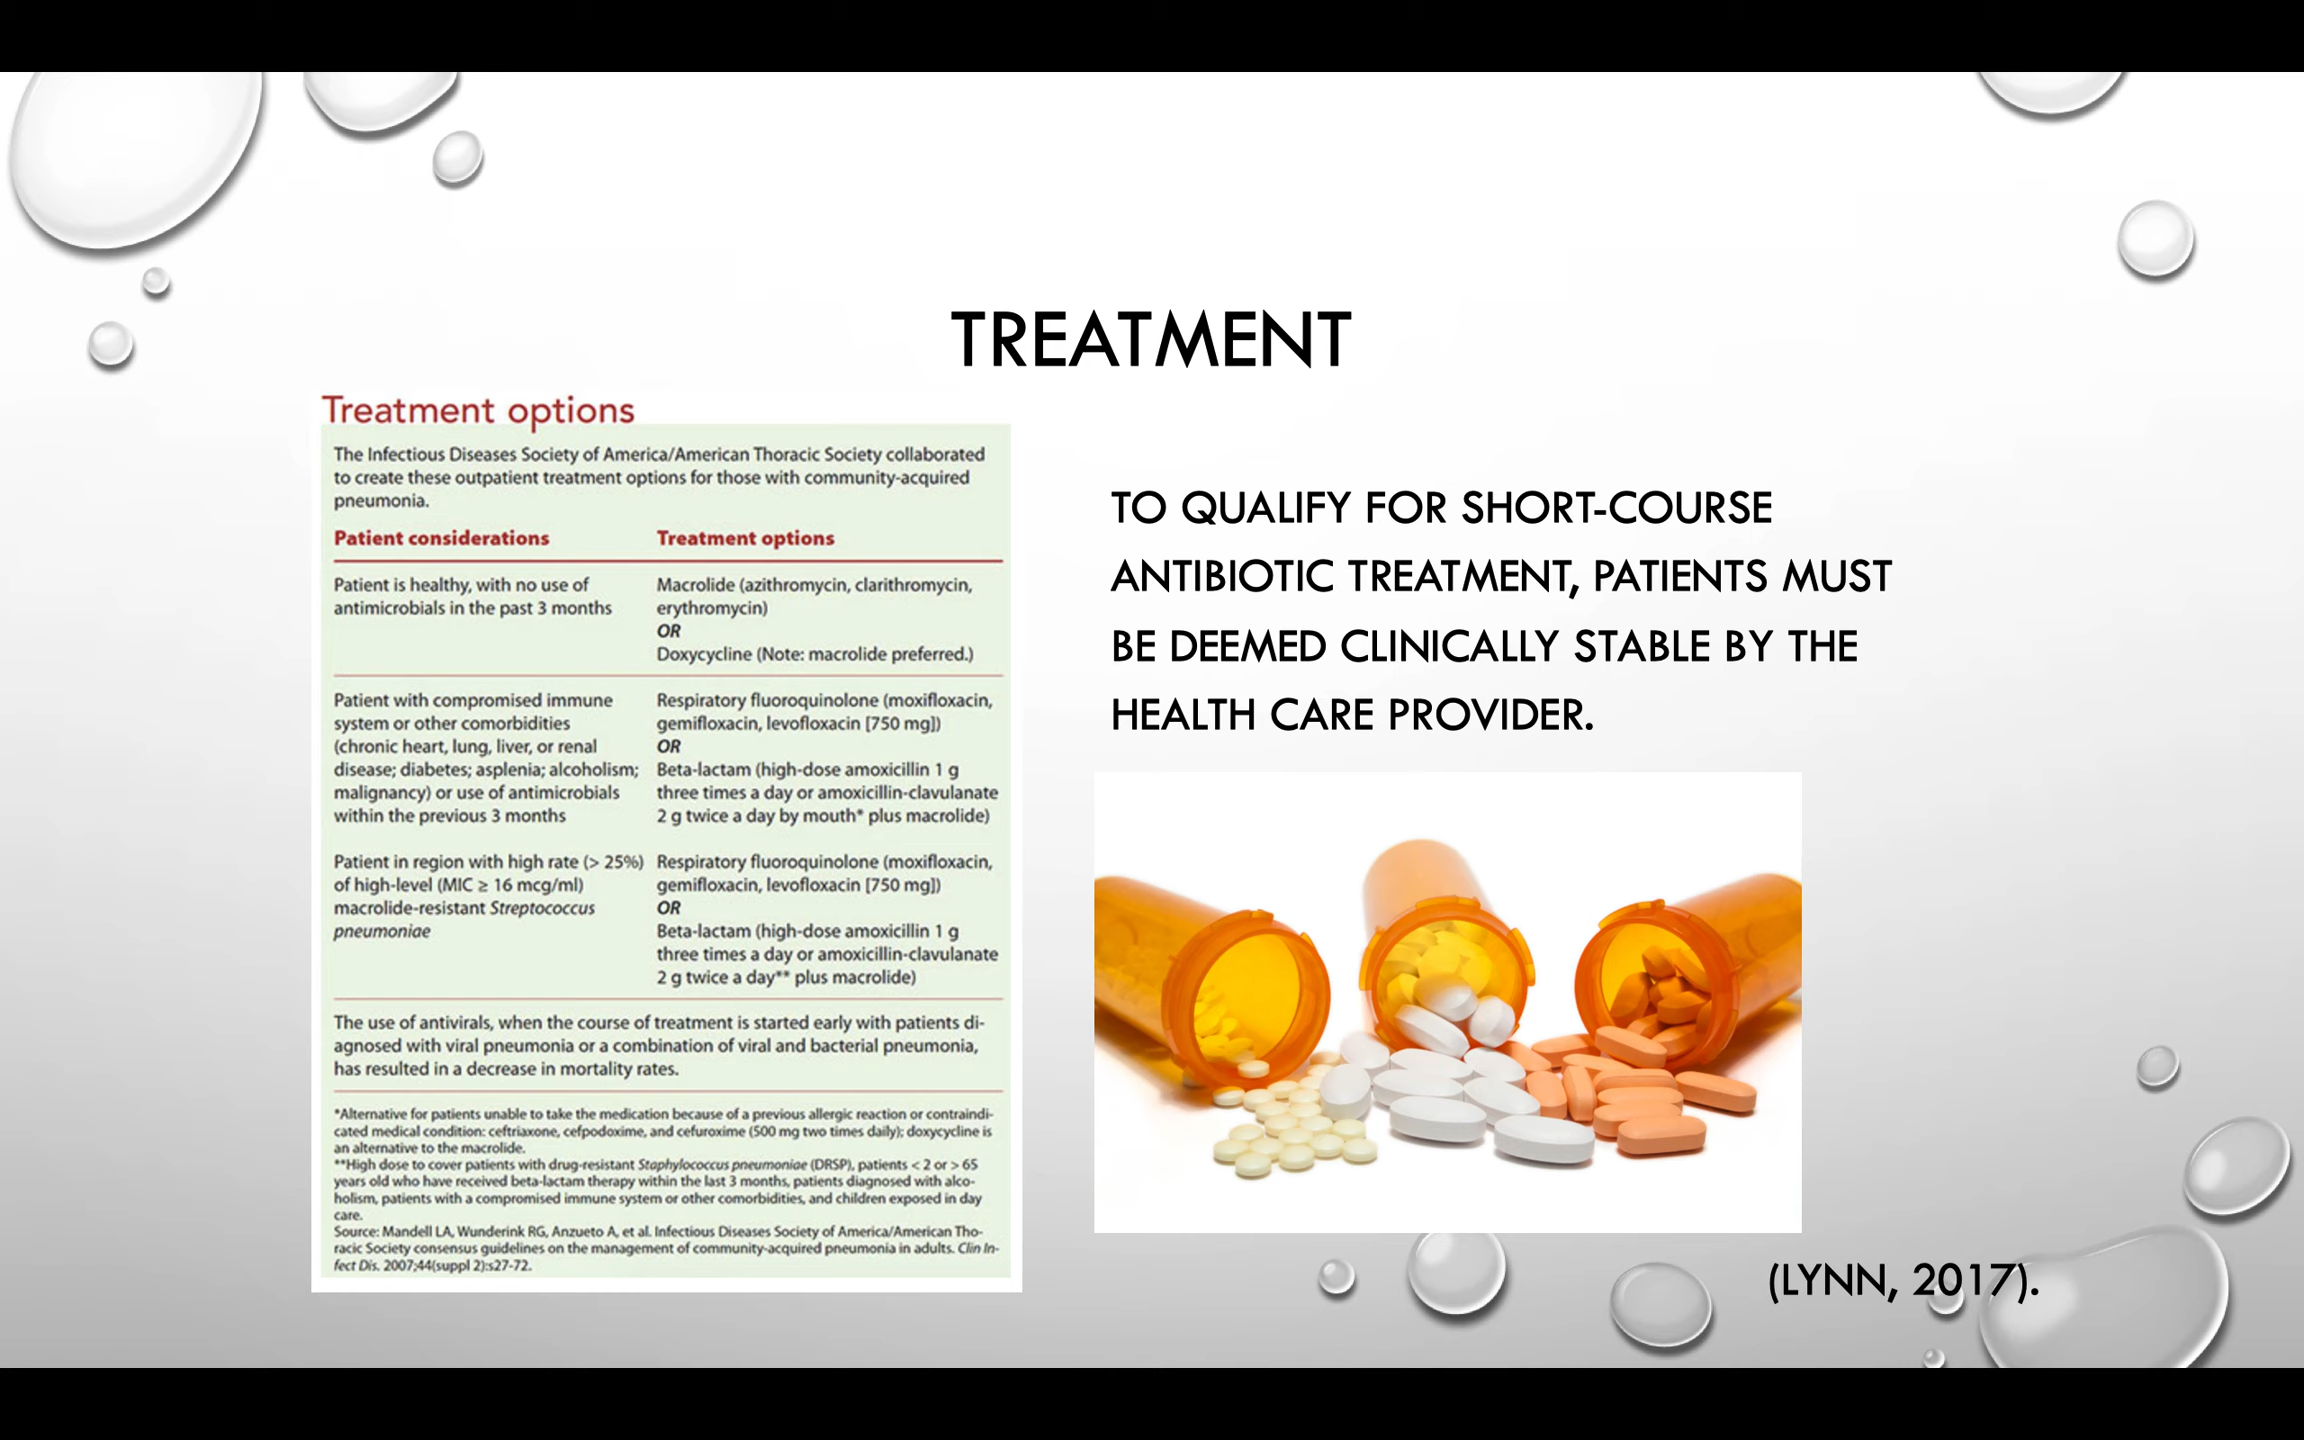 TREATMENT
Treatment options
The Infectious Diseases Society of America/American Thoracic Society collaborated
to create these outpatient treatment options for those with community-acquired
pneumonia.
Patient considerations Treatment options
Patient is healthy, with no use of
antimicrobials in the past 3 months
Macrolide (azithromycin, clarithromycin,
erythromycin)
OR
Doxycycline (Note: macrolide preferred.)
Patient with compromised immune
system or other comorbidities
(chronic heart, lung, liver, or renal
disease; diabetes; asplenia; alcoholism;
malignancy) or use of antimicrobials
within the previous 3 months
Respiratory fluoroquinolone (moxifloxacin,
gemifloxacin, levofloxacin [750 mg])
OR
Beta-lactam (high-dose amoxicillin 1 g
three times a day or amoxicillin-clavulanate
2 g twice a day by mouth* plus macrolide)
Patient in region with high rate (> 25%)
of high-level (MIC ≥ 16 mcg/ml)
macrolide-resistant Streptococcus
pneumoniae
Respiratory fluoroquinolone (moxifloxacin,
gemifloxacin, levofloxacin [750 mg])
OR
Beta-lactam (high-dose amoxicillin 1 g
three times a day or amoxicillin-clavulanate
2 g twice a day** plus macrolide)
The use of antivirals, when the course of treatment is started early with patients di-
agnosed with viral pneumonia or a combination of viral and bacterial pneumonia,
has resulted in a decrease in mortality rates.
*Alternative for patients unable to take the medication because of a previous allergic reaction or contraindi-
cated medical condition: ceftriaxone, cefpodoxime, and cefuroxime (500 mg two times daily); doxycycline is
an alternative to the macrolide.
**High dose to cover patients with drug-resistant Staphylococcus pneumoniae (DRSP), patients < 2 or > 65
years old who have received beta-lactam therapy within the last 3 months, patients diagnosed with alco-
holism, patients with a compromised immune system or other comorbidities, and children exposed in day
care.
Source: Mandell LA, Wunderink RG, Anzueto A, et al. Infectious Diseases Society of America/American Tho-
racic Society consensus guidelines on the management of community-acquired pneumonia in adults. Clin In-
fect Dis. 2007;44(suppl 2):s27-72.
TO QUALIFY FOR SHORT-COURSE
ANTIBIOTIC TREATMENT, PATIENTS MUST
BE DEEMED CLINICALLY STABLE BY THE
HEALTH CARE PROVIDER.
(LYNN, 2017).